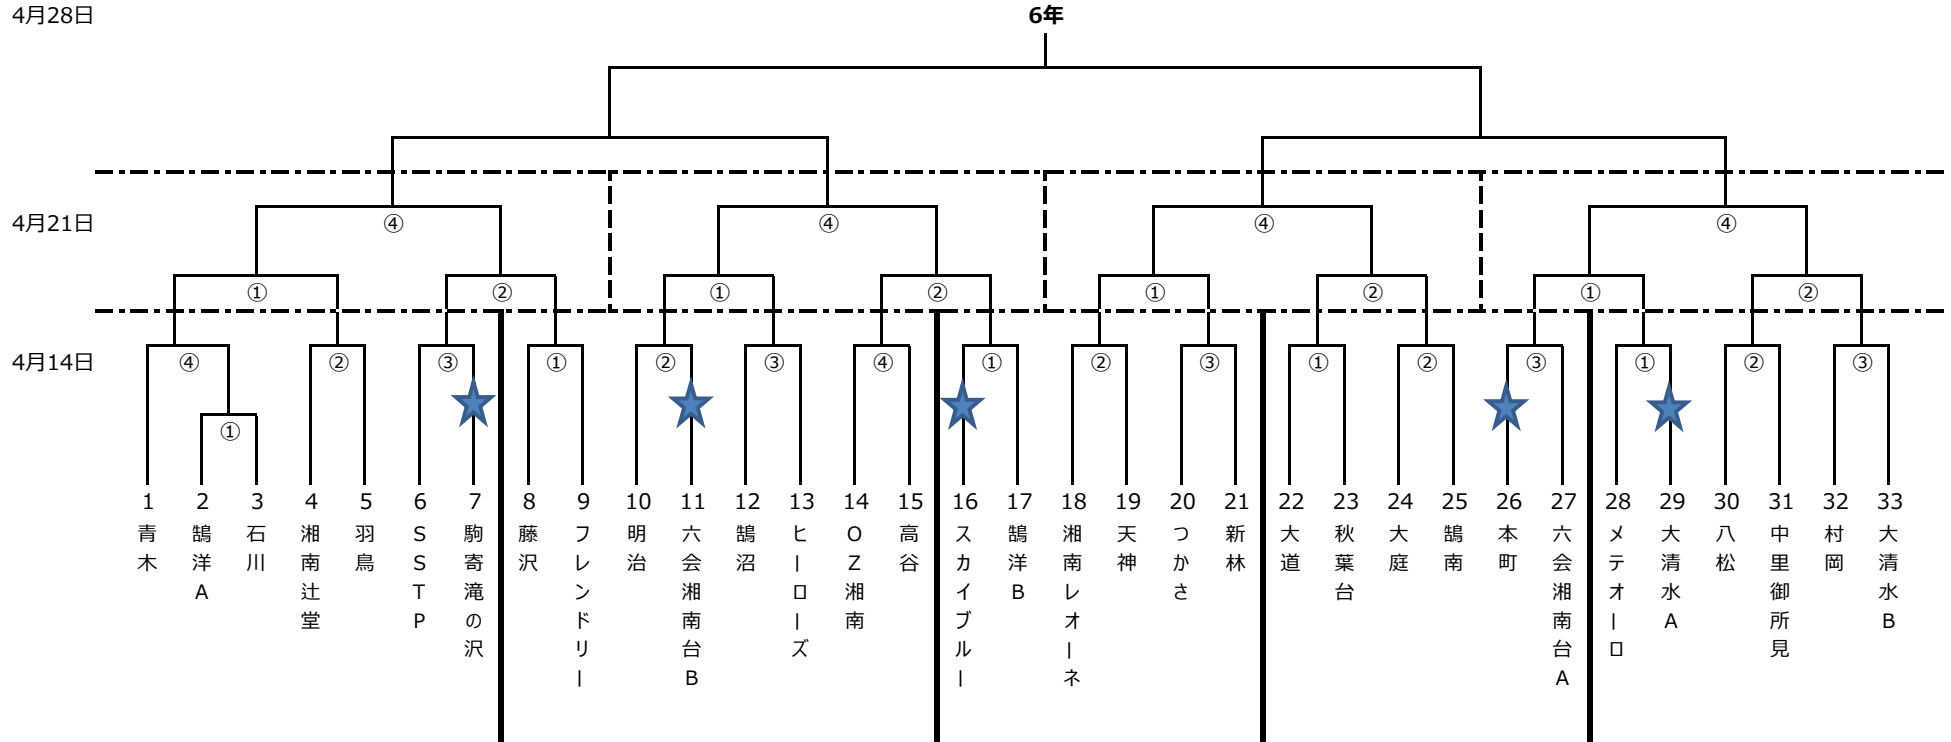 4月28日
6年
4月21日
④
④
④
④
①
②
①
②
①
②
①
②
4月14日
④
②
③
①
②
③
④
①
②
③
①
②
③
①
②
③
①
1
2
3
4
5
6
7
8
9
10
11
12
13
14
15
16
17
18
19
20
21
22
23
24
25
26
27
28
29
30
31
32
33
青木
鵠洋A
石川
湘南辻堂
羽鳥
SSTP
駒寄滝の沢
藤沢
フレンドリー
明治
六会湘南台B
鵠沼
ヒーローズ
OZ湘南
高谷
スカイブルー
鵠洋B
湘南レオーネ
天神
つかさ
新林
大道
秋葉台
大庭
鵠南
本町
六会湘南台A
メテオーロ
大清水A
八松
中里御所見
村岡
大清水B